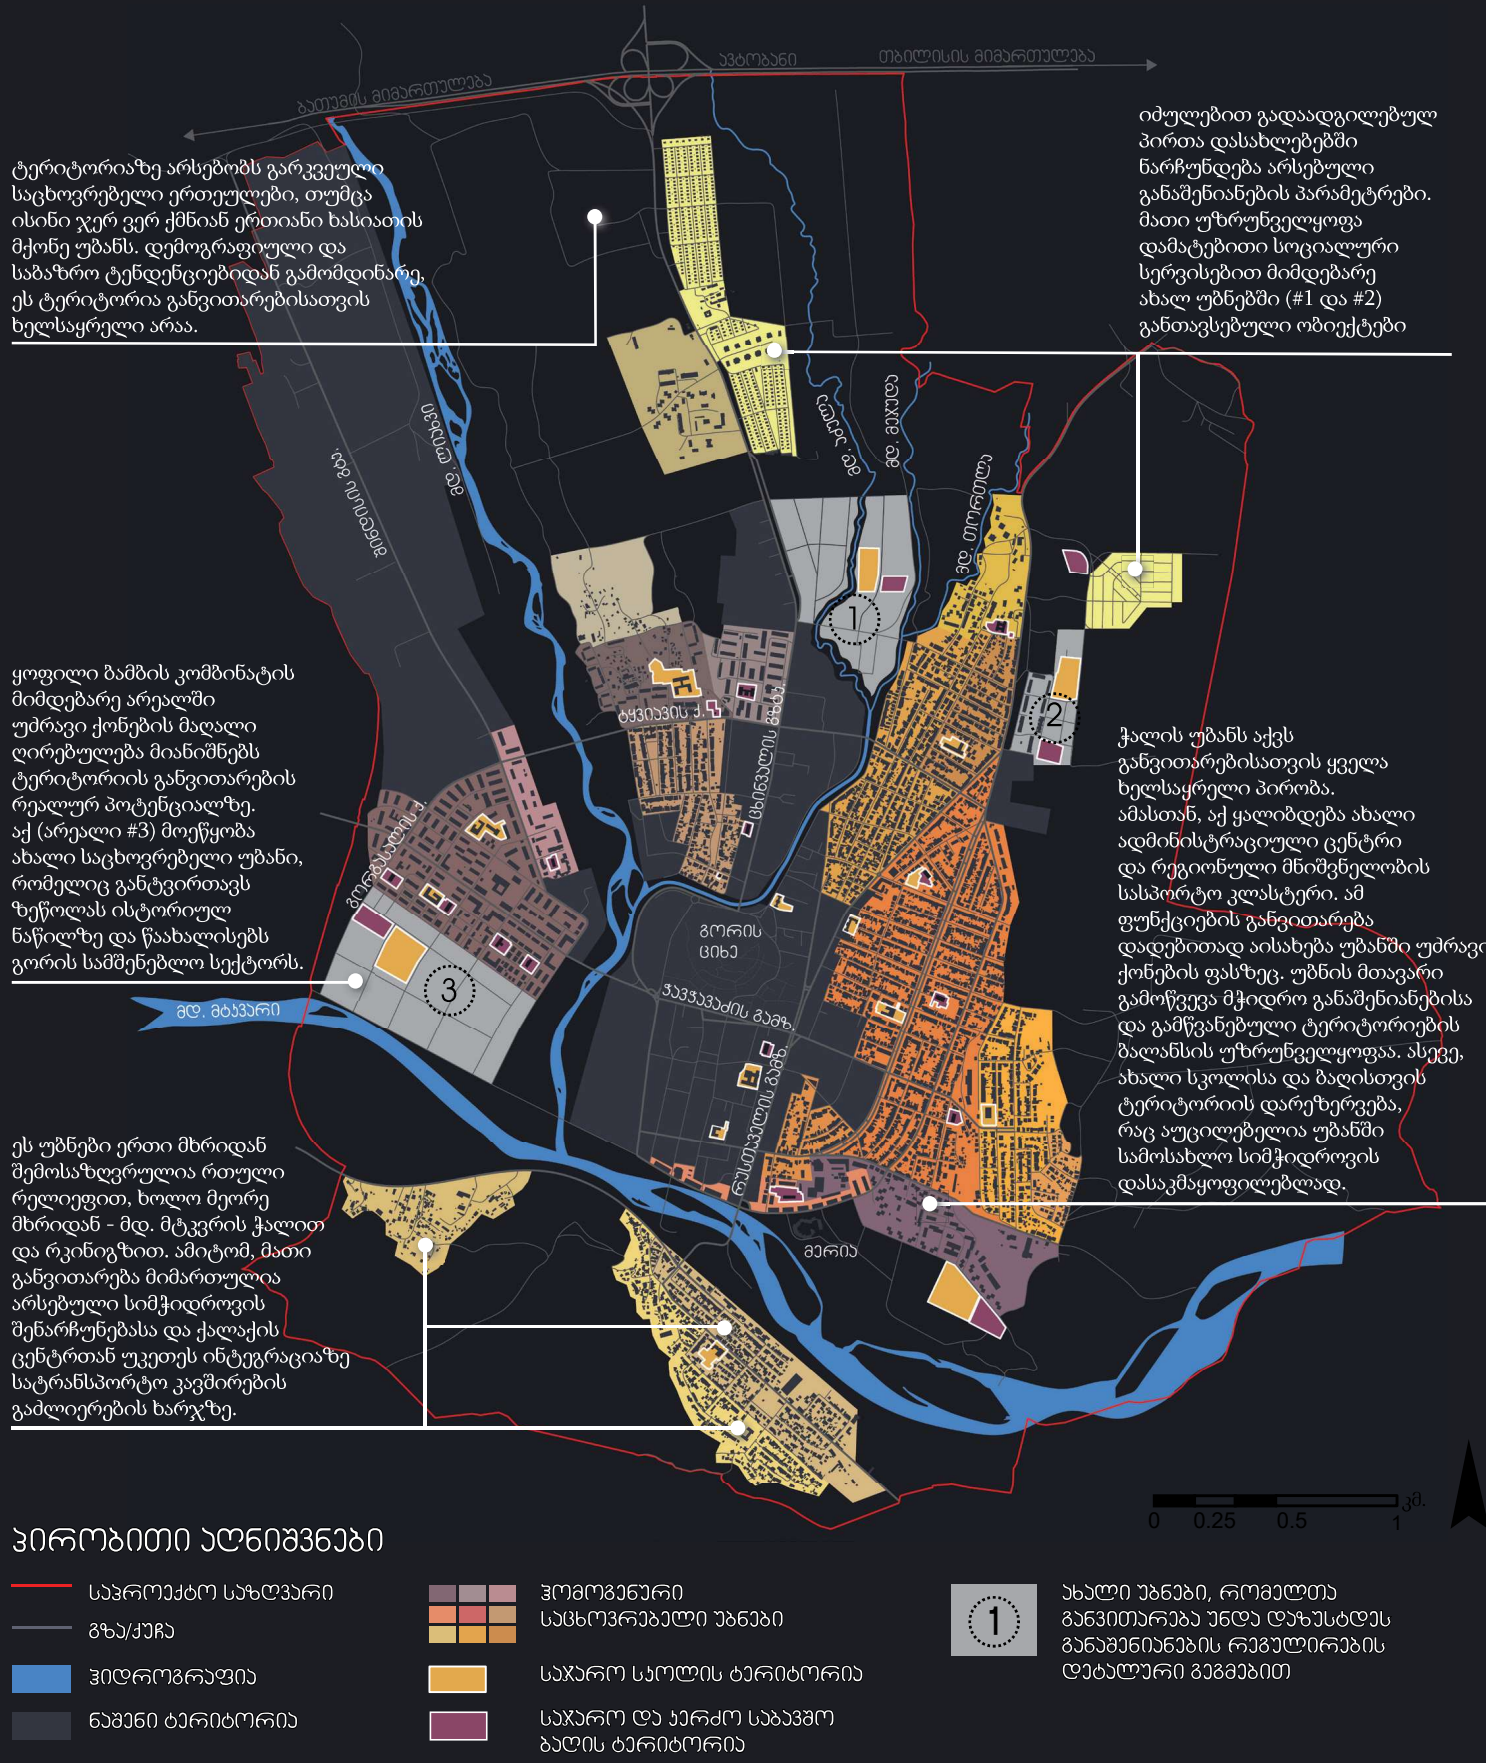 ავტობანი
თბილისის მიმართულება
ბათუმის მიმართულება
ტერიტორიაზე არსებობს გარკვეული
საცხოვრებელი ერთეულები, თუმცა
ისინი ჯერ ვერ ქმნიან ერთიანი ხასიათის
მქონე უბანს. დემოგრაფიული და
საბაზრო ტენდენციებიდან გამომდინარე,
ეს ტერიტორია განვითარებისათვის
ხელსაყრელი არაა.
იძულებით გადაადგილებულ
პირთა დასახლებებში
ნარჩუნდება არსებული
განაშენიანების პარამეტრები.
მათი უზრუნველყოფა
დამატებითი სოციალური
სერვისებით მიმდებარე
ახალ უბნებში (#1 და #2)
განთავსებული ობიექტები
მდ. მეჯუდა
მდ. თორთლა
მდ. ლიახვი
1
2
ყოფილი ბამბის კომბინატის
მიმდებარე არეალში
უძრავი ქონების მაღალი
ღირებულება მიანიშნებს
ტერიტორიის განვითარების
რეალურ პოტენციალზე.
აქ (არეალი #3) მოეწყობა
ახალი საცხოვრებელი უბანი,
რომელიც განტვირთავს
ზეწოლას ისტორიულ
ნაწილზე და წაახალისებს
გორის სამშენებლო სექტორს.
ტყვიავის ქ.
ცხინვალის გზტკ.
გორგასალის ქ.
ჭალის უბანს აქვს
განვითარებისათვის ყველა
ხელსაყრელი პირობა.
ამასთან, აქ ყალიბდება ახალი
ადმინისტრაციული ცენტრი
და რეგიონული მნიშვნელობის
სასპორტო კლასტერი. ამ
ფუნქციების განვითარება
დადებითად აისახება უბანში უძრავი
ქონების ფასზეც. უბნის მთავარი
გამოწვევა მჭიდრო განაშენიანებისა
და გამწვანებული ტერიტორიების
ბალანსის უზრუნველყოფაა. ასევე,
ახალი სკოლისა და ბაღისთვის
ტერიტორიის დარეზერვება,
რაც აუცილებელია უბანში
სამოსახლო სიმჭიდროვის
დასაკმაყოფილებლად.
გორის
ციხე
3
მდ. მტკვარი
ჭავჭავაძის გამზ.
რუსთაველის გამზ.
მერია
ეს უბნები ერთი მხრიდან
შემოსაზღვრულია რთული
რელიეფით, ხოლო მეორე
მხრიდან - მდ. მტკვრის ჭალით
და რკინიგზით. ამიტომ, მათი
განვითარება მიმართულია
არსებული სიმჭიდროვის
შენარჩუნებასა და ქალაქის
ცენტრთან უკეთეს ინტეგრაციაზე
სატრანსპორტო კავშირების
გაძლიერების ხარჯზე.
კმ.
0 0.25 0.5 1
პირობითი აღნიშვნები
საპროექტო საზღვარი
გზა/ქუჩა
ჰიდროგრაფია
ნაშენი ტერიტორია
ჰომოგენური
საცხოვრებელი უბნები
საჯარო სკოლის ტერიტორია
საჯარო და კერძო საბავშო
ბაღის ტერიტორია
1
ახალი უბნები, რომელთა
განვითარება უნდა დაზუსტდეს
განაშენიანების რეგულირების
დეტალური გეგმებით